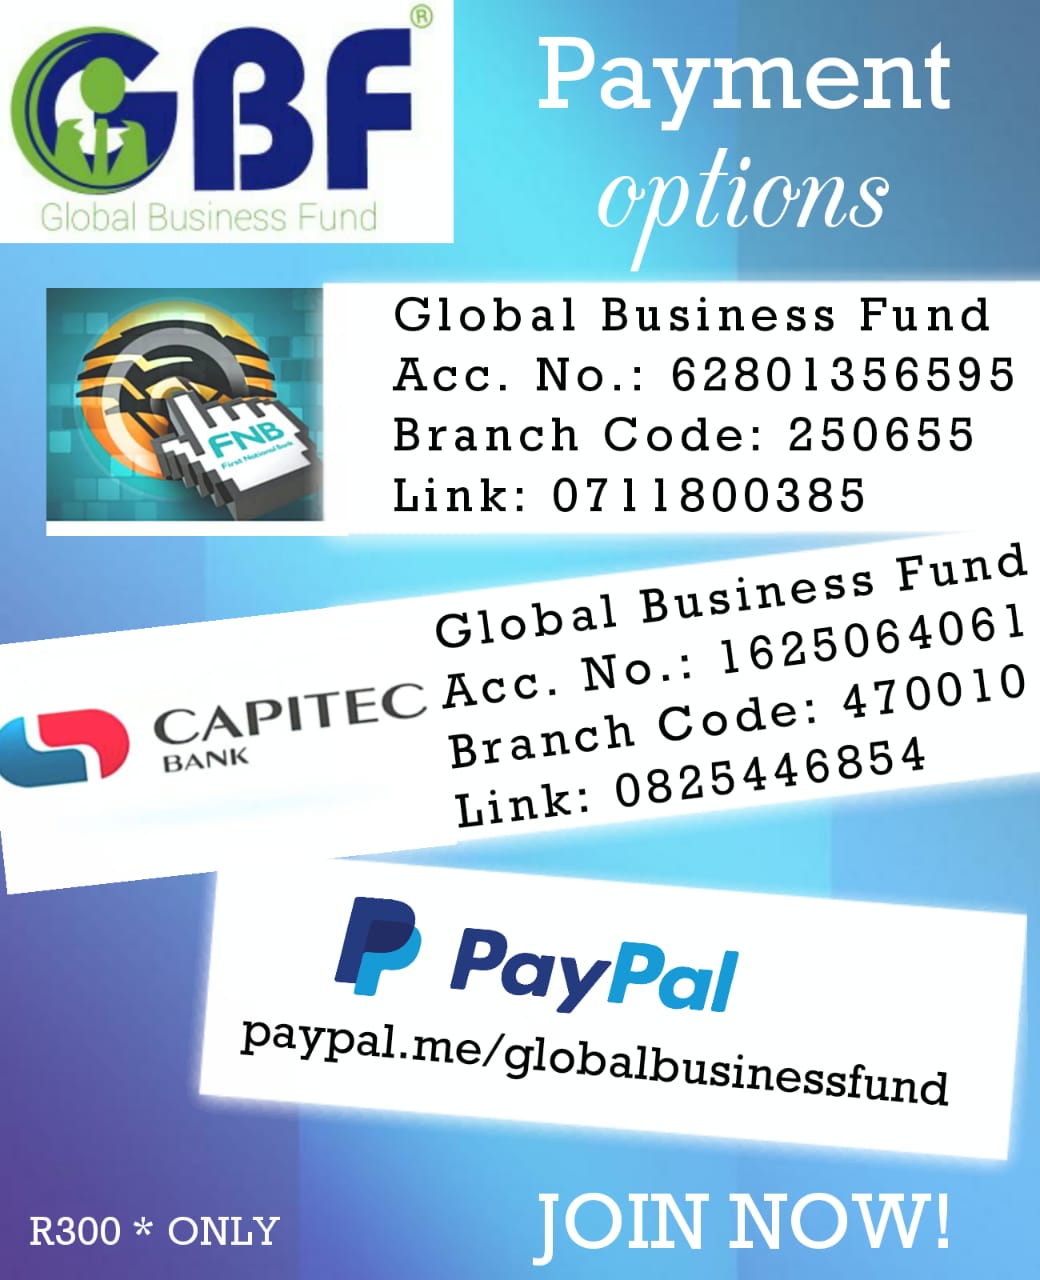 GBF®
Global Business Fund
Payment
options
FNB
First National Bank
Global Business Fund
Acc. No.: 62801356595
Branch Code: 250655
Link: 0711800385
CAPITEC
BANK
Global Business Fund
Acc. No.: 1625064061
Branch Code: 470010
Link: 0825446854
PayPal
paypal.me/globalbusinessfund
R300 * ONLY
JOIN NOW!